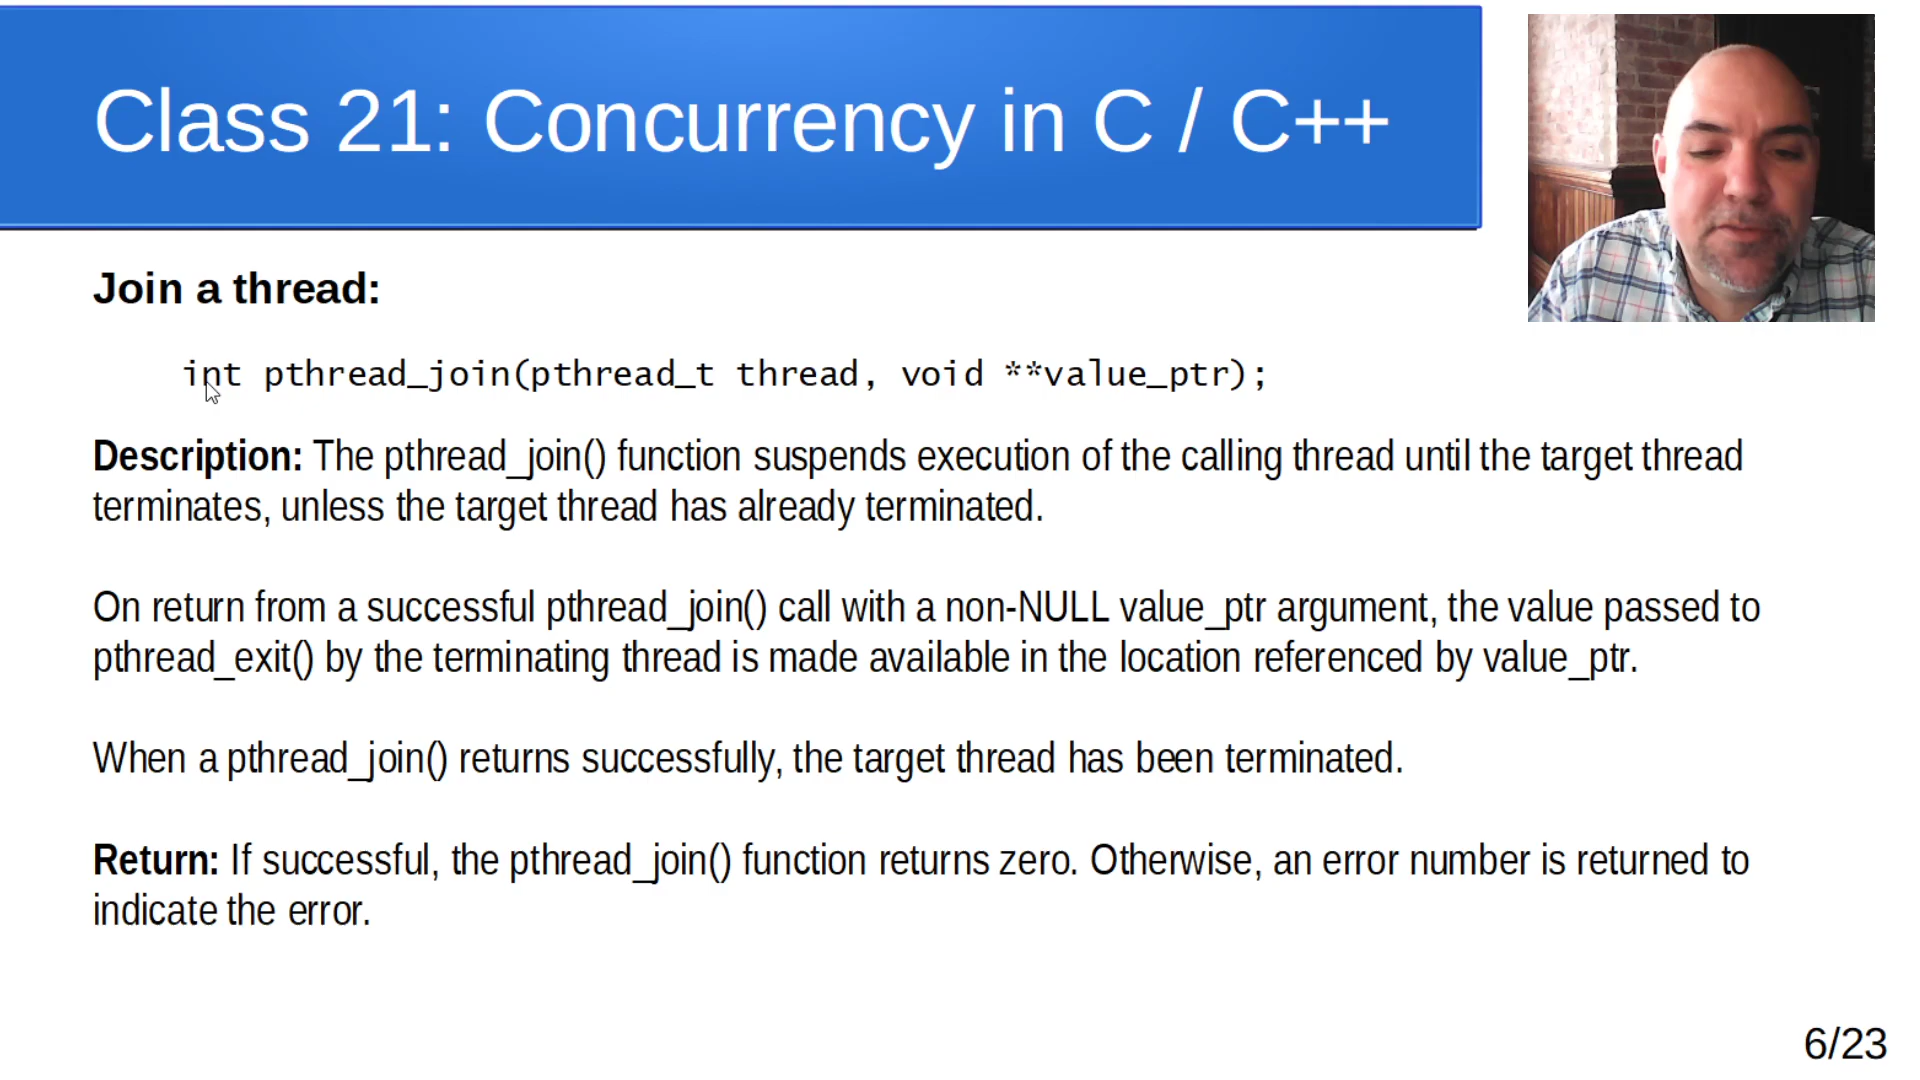 Class 21: Concurrency in C / C++
Join a thread:
int pthread_join(pthread_t thread, void **value_ptr);
Description: The pthread_join() function suspends execution of the calling thread until the target thread
terminates, unless the target thread has already terminated.
On return from a successful pthread_join() call with a non-NULL value_ptr argument, the value passed to
pthread_exit() by the terminating thread is made available in the location referenced by value_ptr.
When a pthread_join() returns successfully, the target thread has been terminated.
Return: If successful, the pthread_join() function returns zero. Otherwise, an error number is returned to
indicate the error.
6/23